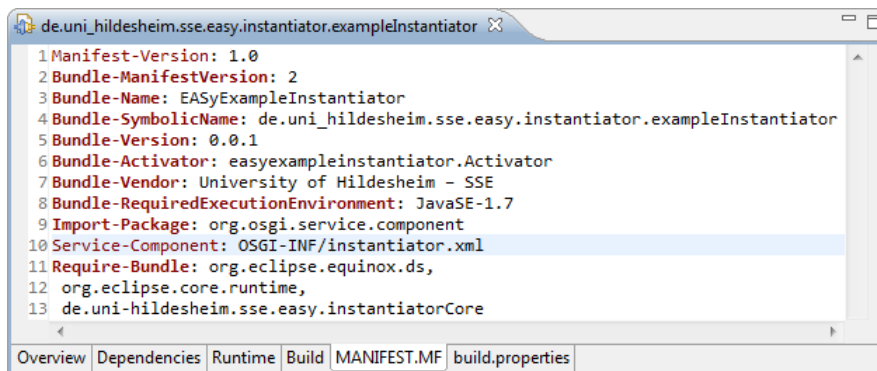 de.uni_hildesheim.sse.easy.instantiator.exampleInstantiator
1 Manifest-Version: 1.0
2 Bundle-ManifestVersion: 2
3 Bundle-Name: EASyExampleInstantiator
4 Bundle-SymbolicName: de.uni_hildesheim.sse.easy.instantiator.exampleInstantiator
5 Bundle-Version: 0.0.1
6 Bundle-Activator: easyexampleinstantiator.Activator
7 Bundle-Vendor: University of Hildesheim – SSE
8 Bundle-RequiredExecutionEnvironment: JavaSE-1.7
9 Import-Package: org.osgi.service.component
10 Service-Component: OSGI-INF/instantiator.xml
11 Require-Bundle: org.eclipse.equinox.ds,
12 org.eclipse.core.runtime,
13 de.uni-hildesheim.sse.easy.instantiatorCore
Overview Dependencies Runtime Build MANIFEST.MF build.properties